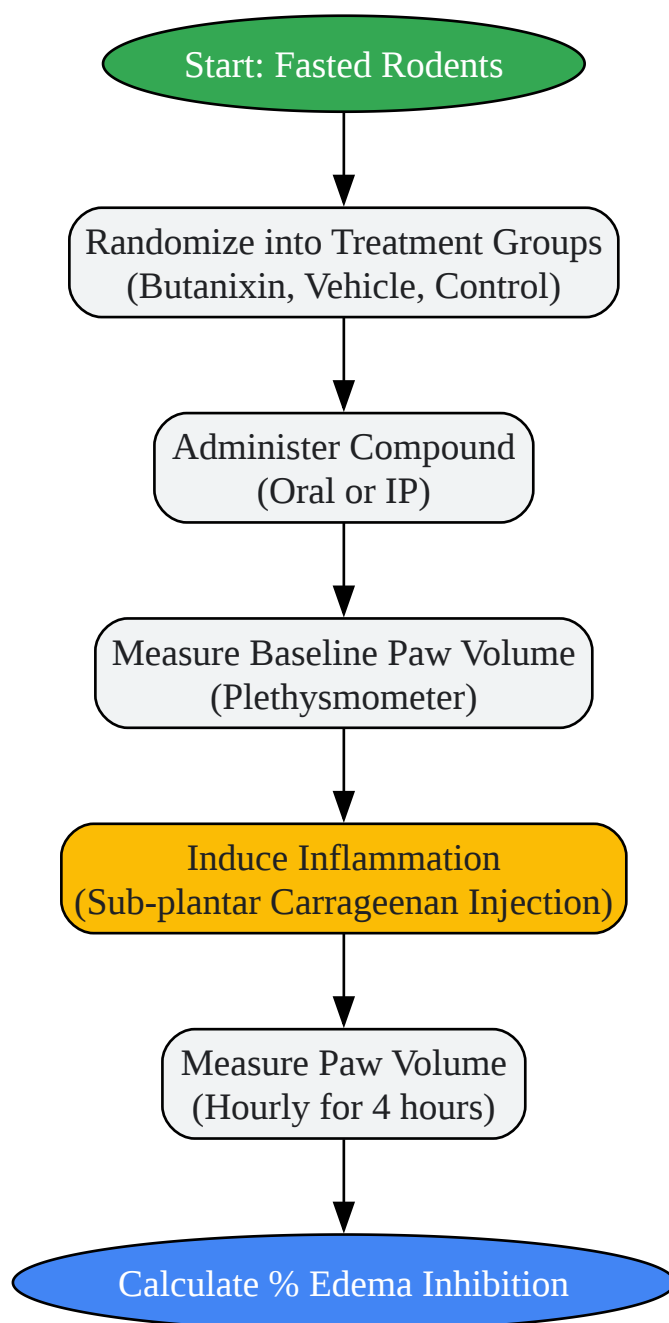 Start: Fasted Rodents
Randomize into Treatment Groups
(Butanixin, Vehicle, Control)
Administer Compound
(Oral or IP)
Measure Baseline Paw Volume
(Plethysmometer)
Induce Inflammation
(Sub-plantar Carrageenan Injection)
Measure Paw Volume
(Hourly for 4 hours)
Calculate % Edema Inhibition